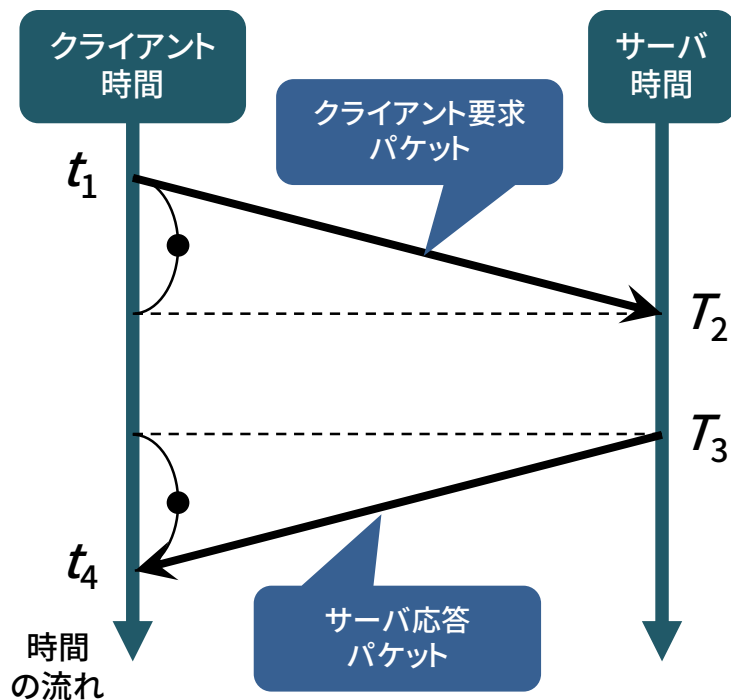 クライアント
時間
サーバ
時間
クライアント要求
パケット
t₁
T₂
T₃
t₄
サーバ応答
パケット
時間
の流れ